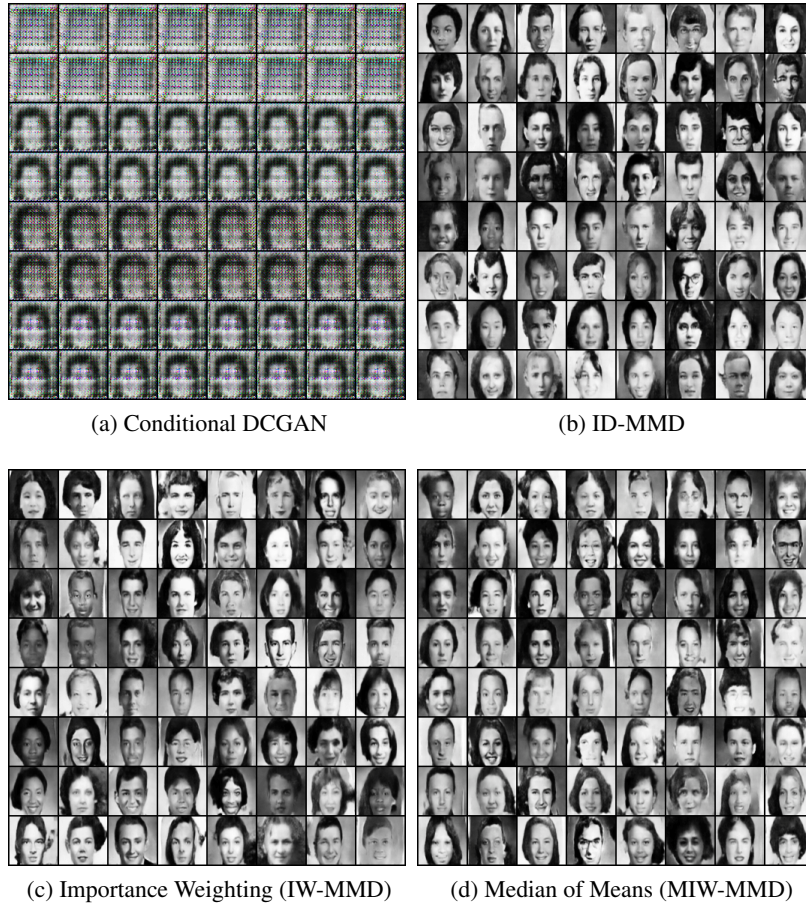 (a) Conditional DCGAN
(b) ID-MMD
(c) Importance Weighting (IW-MMD)
(d) Median of Means (MIW-MMD)